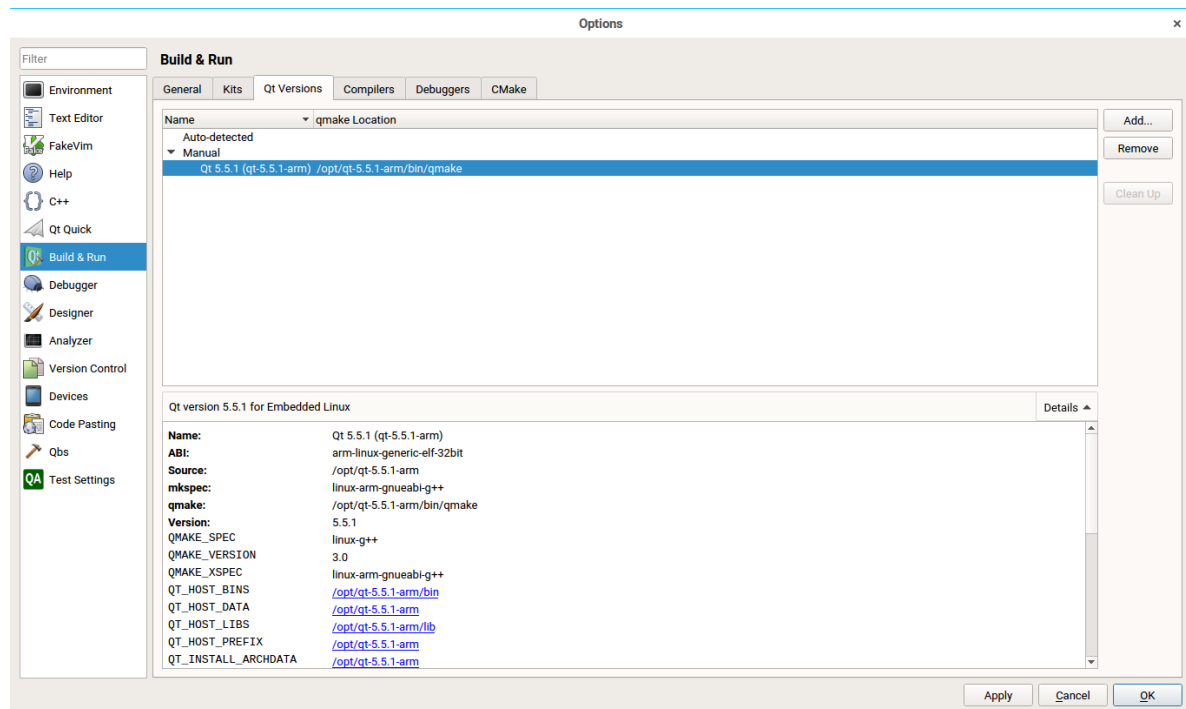 Options
Filter
Environment
Text Editor
FakeVim
Help
C++
Qt Quick
Build & Run
Debugger
Designer
Analyzer
Version Control
Devices
Code Pasting
Qbs
QA Test Settings
Build & Run
General Kits Qt Versions Compilers Debuggers CMake
Name qmake Location
Auto-detected
Manual
Qt 5.5.1 (qt-5.5.1-arm) /opt/qt-5.5.1-arm/bin/qmake
Add...
Remove
Clean Up
Qt version 5.5.1 for Embedded Linux Details
Name: Qt 5.5.1 (qt-5.5.1-arm)
ABI: arm-linux-generic-elf-32bit
Source: /opt/qt-5.5.1-arm
mkspec: linux-arm-gnueabi-g++
qmake: /opt/qt-5.5.1-arm/bin/qmake
Version: 5.5.1
QMAKE_SPEC linux-g++
QMAKE_VERSION 3.0
QMAKE_XSPEC linux-arm-gnueabi-g++
QT_HOST_BINS /opt/qt-5.5.1-arm/bin
QT_HOST_DATA /opt/qt-5.5.1-arm
QT_HOST_LIBS /opt/qt-5.5.1-arm/lib
QT_HOST_PREFIX /opt/qt-5.5.1-arm
QT_INSTALL_ARCHDATA /opt/qt-5.5.1-arm
Apply Cancel OK